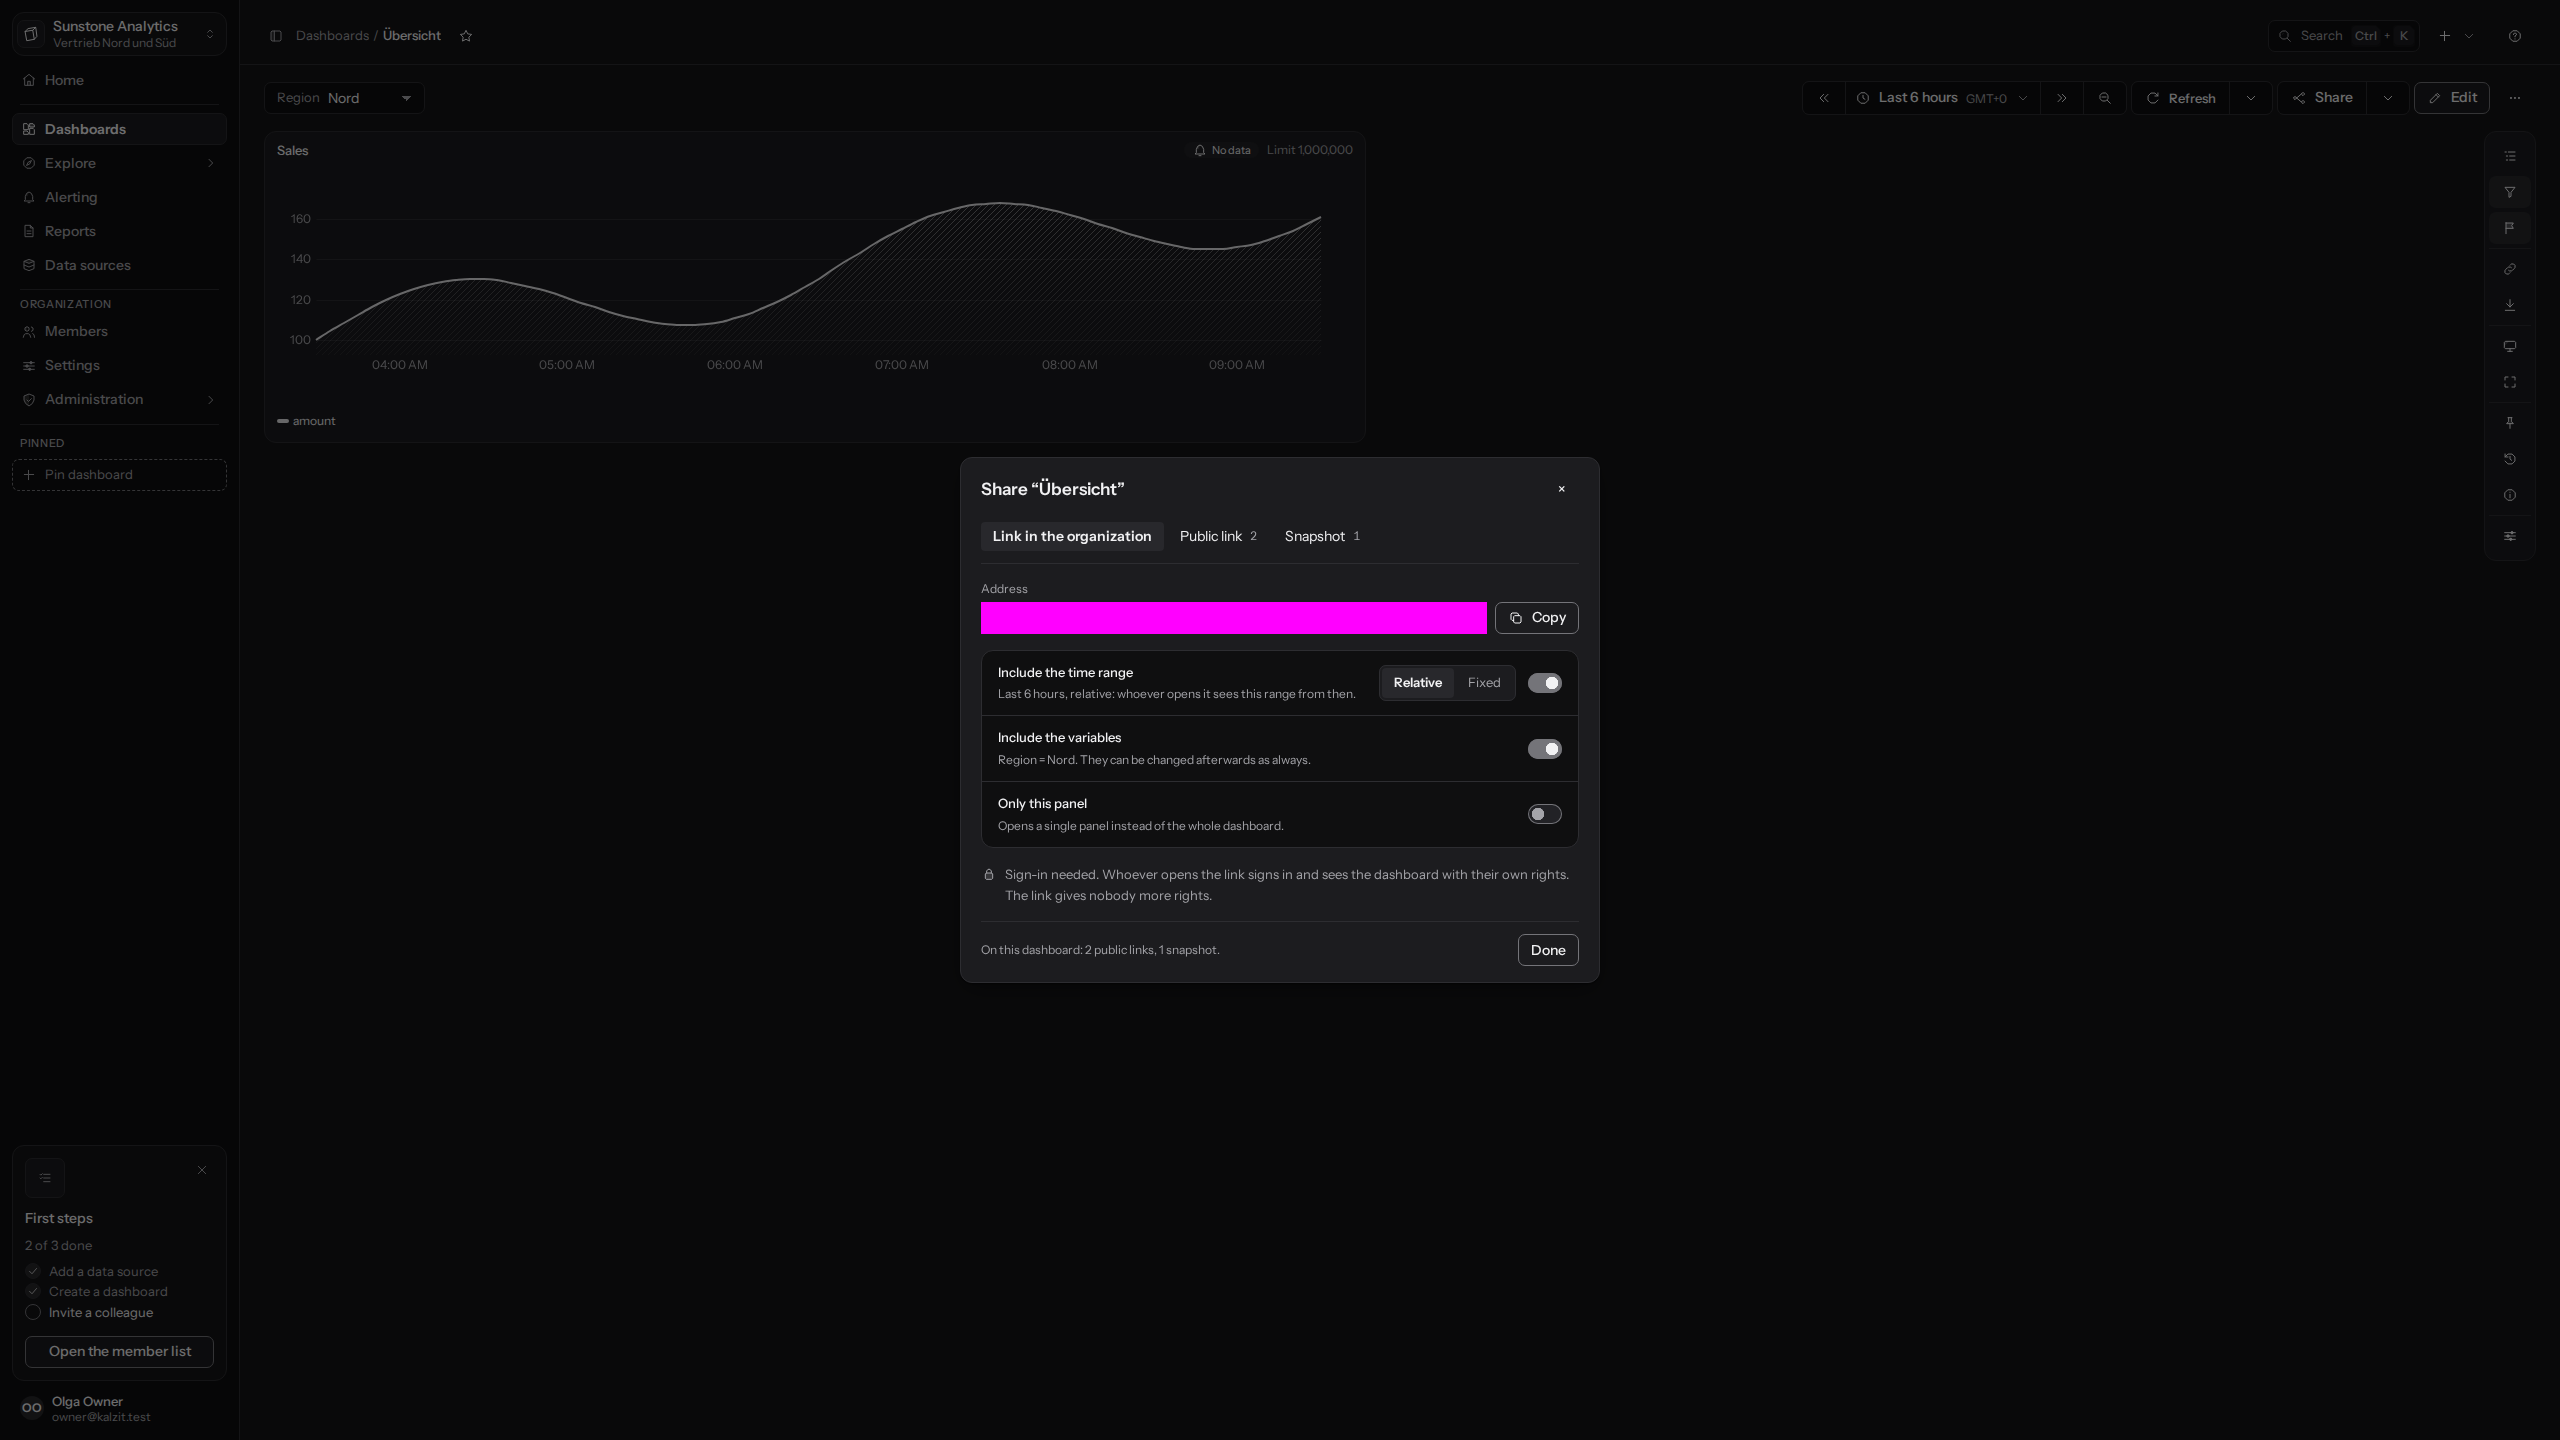 Sunstone Analytics
Vertrieb Nord und Süd
Home
Dashboards
Explore
Alerting
Reports
Data sources
ORGANIZATION
Members
Settings
Administration
PINNED
Pin dashboard
Dashboards / Übersicht
Search Ctrl + K
Region Nord
Last 6 hours GMT+0
Refresh
Share
Edit
Sales
No data Limit 1,000,000
160
140
120
100
04:00 AM 05:00 AM 06:00 AM 07:00 AM 08:00 AM 09:00 AM
amount
Share “Übersicht”
Link in the organization Public link 2 Snapshot 1
Address
Copy
Include the time range
Last 6 hours, relative: whoever opens it sees this range from then.
Relative Fixed
Include the variables
Region = Nord. They can be changed afterwards as always.
Only this panel
Opens a single panel instead of the whole dashboard.
Sign-in needed. Whoever opens the link signs in and sees the dashboard with their own rights.
The link gives nobody more rights.
On this dashboard: 2 public links, 1 snapshot.
Done
First steps
2 of 3 done
Add a data source
Create a dashboard
Invite a colleague
Open the member list
OO
Olga Owner
owner@kalzit.test